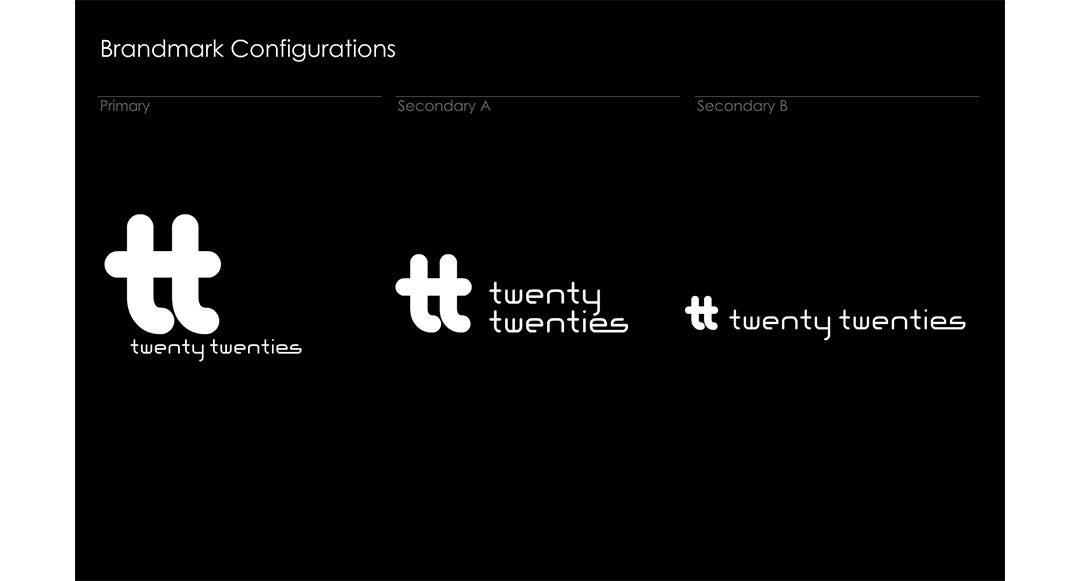 Brandmark Configurations
Primary
Secondary A
Secondary B
tt
twenty twenties
tt
twenty
twenties
tt twenty twenties